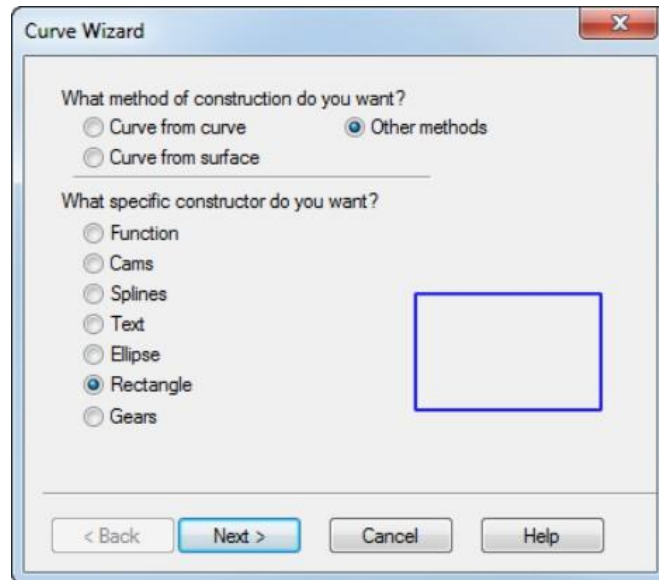 Curve Wizard
What method of construction do you want?
Curve from curve
Other methods
Curve from surface
What specific constructor do you want?
Function
Cams
Splines
Text
Ellipse
Rectangle
Gears
< Back
Next >
Cancel
Help